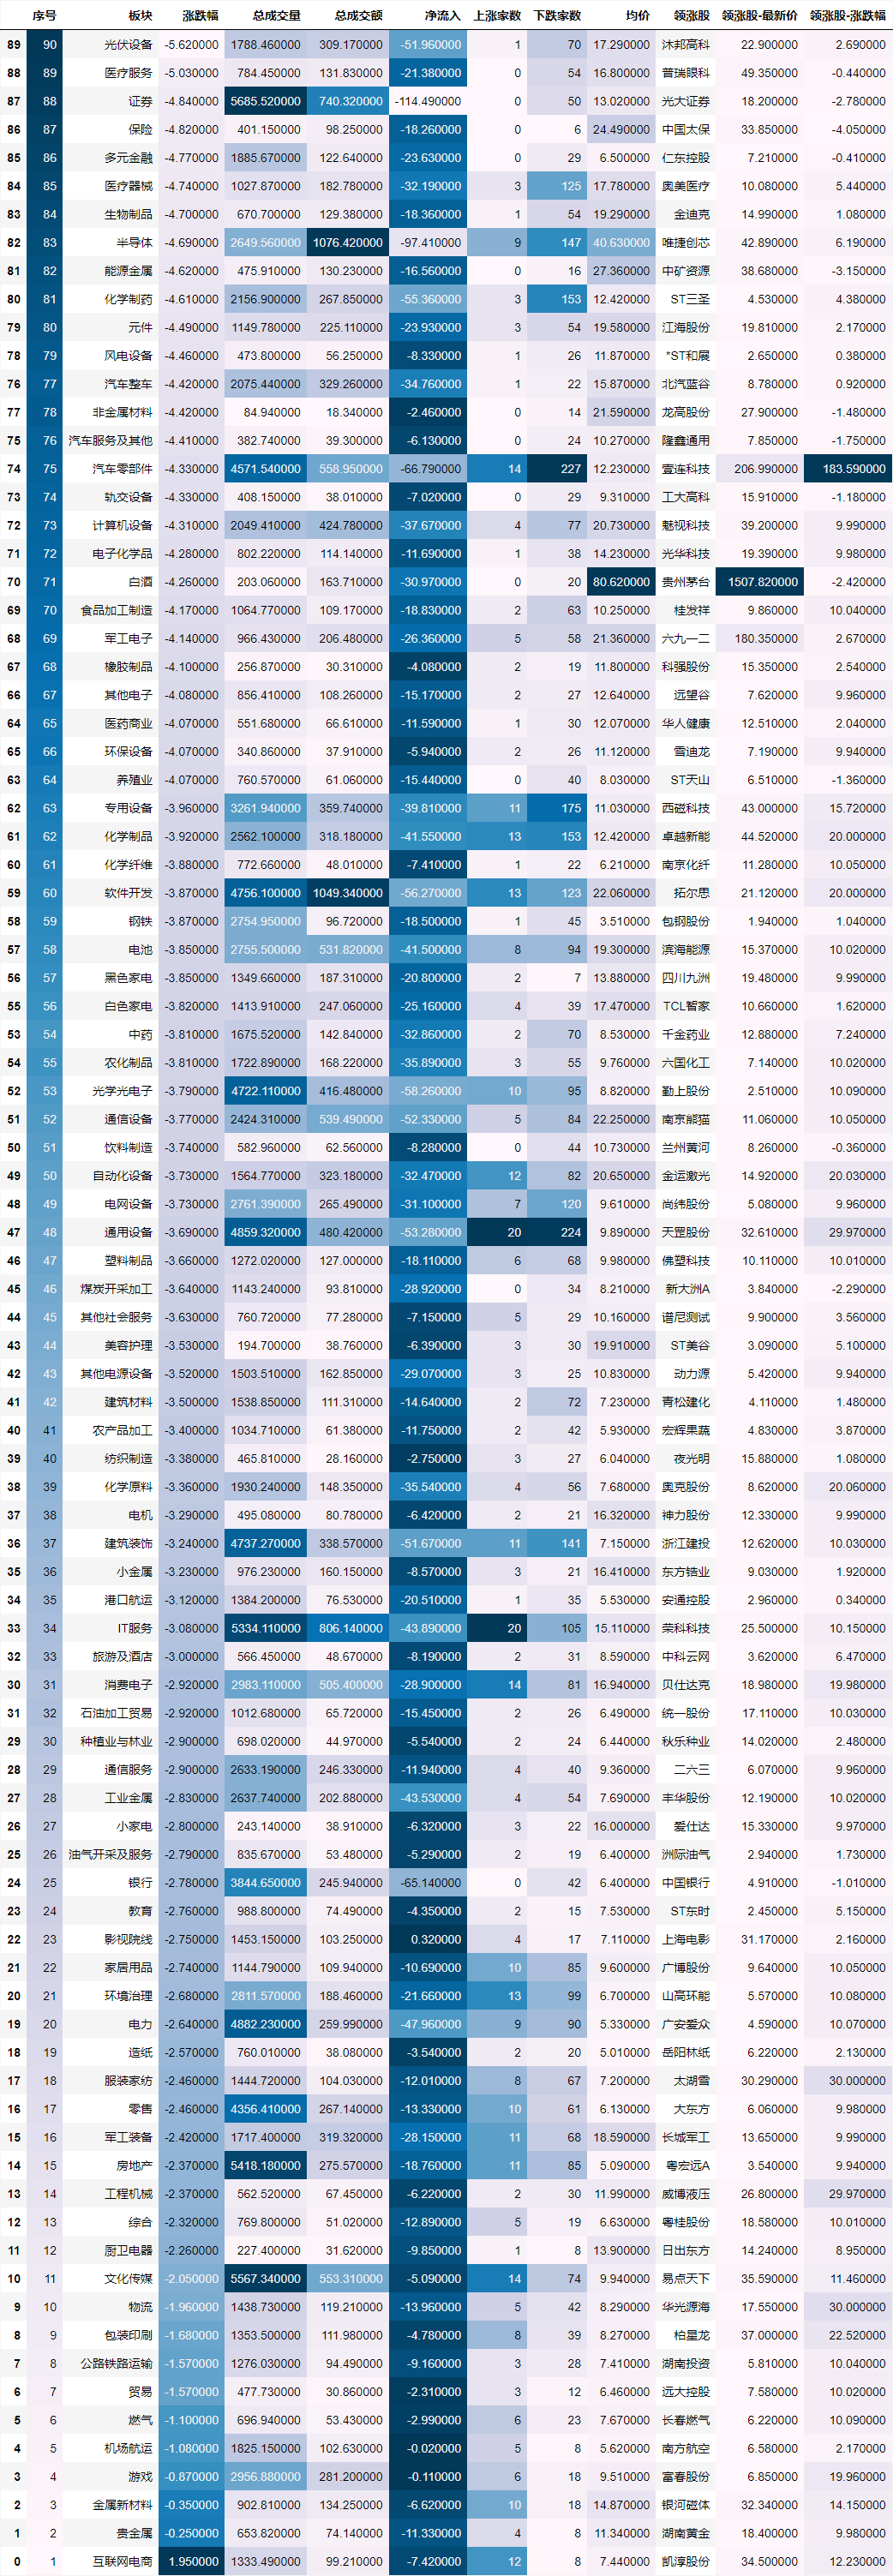 序号 板块 涨跌幅 总成交量 总成交额 净流入 上涨家数 下跌家数 均价 领涨股 领涨股-最新价 领涨股-涨跌幅
89 90 光伏设备 -5.620000 1788.460000 309.170000 -51.960000 1 70 17.290000 沐邦高科 22.900000 2.690000
88 89 医疗服务 -5.030000 784.450000 131.830000 -21.380000 0 54 16.800000 普瑞眼科 49.350000 -0.440000
87 88 证券 -4.840000 5685.520000 740.320000 -114.490000 0 50 13.020000 光大证券 18.200000 -2.780000
86 87 保险 -4.820000 401.150000 98.250000 -18.260000 0 6 24.490000 中国太保 33.850000 -4.050000
85 86 多元金融 -4.770000 1885.670000 122.640000 -23.630000 0 29 6.500000 仁东控股 7.210000 -0.410000
84 85 医疗器械 -4.740000 1027.870000 182.780000 -32.190000 3 125 17.780000 奥美医疗 10.080000 5.440000
83 84 生物制品 -4.700000 670.700000 129.380000 -18.360000 1 54 19.290000 金迪克 14.990000 1.080000
82 83 半导体 -4.690000 2649.560000 1076.420000 -97.410000 9 147 40.630000 唯捷创芯 42.890000 6.190000
81 82 能源金属 -4.620000 475.910000 130.230000 -16.560000 0 16 27.360000 中矿资源 38.680000 -3.150000
80 81 化学制药 -4.610000 2156.900000 267.850000 -55.360000 3 153 12.420000 ST三圣 4.530000 4.380000
79 80 元件 -4.490000 1149.780000 225.110000 -23.930000 3 54 19.580000 江海股份 19.810000 2.170000
78 79 风电设备 -4.460000 473.800000 56.250000 -8.330000 1 26 11.870000 *ST和展 2.650000 0.380000
76 77 汽车整车 -4.420000 2075.440000 329.260000 -34.760000 1 22 15.870000 北汽蓝谷 8.780000 0.920000
77 78 非金属材料 -4.420000 84.940000 18.340000 -2.460000 0 14 21.590000 龙高股份 27.900000 -1.480000
75 76 汽车服务及其他 -4.410000 382.740000 39.300000 -6.130000 0 24 10.270000 隆鑫通用 7.850000 -1.750000
74 75 汽车零部件 -4.330000 4571.540000 558.950000 -66.790000 14 227 12.230000 壹连科技 206.990000 183.590000
73 74 轨交设备 -4.330000 408.150000 38.010000 -7.020000 0 29 9.310000 工大高科 15.910000 -1.180000
72 73 计算机设备 -4.310000 2049.410000 424.780000 -37.670000 4 77 20.730000 魅视科技 39.200000 9.990000
71 72 电子化学品 -4.280000 802.220000 114.140000 -11.690000 1 38 14.230000 光华科技 19.390000 9.980000
70 71 白酒 -4.260000 203.060000 163.710000 -30.970000 0 20 80.620000 贵州茅台 1507.820000 -2.420000
69 70 食品加工制造 -4.170000 1064.770000 109.170000 -18.830000 2 63 10.250000 桂发祥 9.860000 10.040000
68 69 军工电子 -4.140000 966.430000 206.480000 -26.360000 5 58 21.360000 六九一二 180.350000 2.670000
67 68 橡胶制品 -4.100000 256.870000 30.310000 -4.080000 2 19 11.800000 科强股份 15.350000 2.540000
66 67 其他电子 -4.080000 856.410000 108.260000 -15.170000 2 27 12.640000 远望谷 7.620000 9.960000
64 65 医药商业 -4.070000 551.680000 66.610000 -11.590000 1 30 12.070000 华人健康 12.510000 2.040000
65 66 环保设备 -4.070000 340.860000 37.910000 -5.940000 2 26 11.120000 雪迪龙 7.190000 9.940000
63 64 养殖业 -4.070000 760.570000 61.060000 -15.440000 0 40 8.030000 ST天山 6.510000 -1.360000
62 63 专用设备 -3.960000 3261.940000 359.740000 -39.810000 11 175 11.030000 西磁科技 43.000000 15.720000
61 62 化学制品 -3.920000 2562.100000 318.180000 -41.550000 13 153 12.420000 卓越新能 44.520000 20.000000
60 61 化学纤维 -3.880000 772.660000 48.010000 -7.410000 1 22 6.210000 南京化纤 11.280000 10.050000
59 60 软件开发 -3.870000 4756.100000 1049.340000 -56.270000 13 123 22.060000 拓尔思 21.120000 20.000000
58 59 钢铁 -3.870000 2754.950000 96.720000 -18.500000 1 45 3.510000 包钢股份 1.940000 1.040000
57 58 电池 -3.850000 2755.500000 531.820000 -41.500000 8 94 19.300000 滨海能源 15.370000 10.020000
56 57 黑色家电 -3.850000 1349.660000 187.310000 -20.800000 2 7 13.880000 四川九洲 19.480000 9.990000
55 56 白色家电 -3.820000 1413.910000 247.060000 -25.160000 4 39 17.470000 TCL智家 10.660000 1.620000
53 54 中药 -3.810000 1675.520000 142.840000 -32.860000 2 70 8.530000 千金药业 12.880000 7.240000
54 55 农化制品 -3.810000 1722.890000 168.220000 -35.890000 3 55 9.760000 六国化工 7.140000 10.020000
52 53 光学光电子 -3.790000 4722.110000 416.480000 -58.260000 10 95 8.820000 勤上股份 2.510000 10.090000
51 52 通信设备 -3.770000 2424.310000 539.490000 -52.330000 5 84 22.250000 南京熊猫 11.060000 10.050000
50 51 饮料制造 -3.740000 582.960000 62.560000 -8.280000 0 44 10.730000 兰州黄河 8.260000 -0.360000
49 50 自动化设备 -3.730000 1564.770000 323.180000 -32.470000 12 82 20.650000 金运激光 14.920000 20.030000
48 49 电网设备 -3.730000 2761.390000 265.490000 -31.100000 7 120 9.610000 尚纬股份 5.080000 9.960000
47 48 通用设备 -3.690000 4859.320000 480.420000 -53.280000 20 224 9.890000 天罡股份 32.610000 29.970000
46 47 塑料制品 -3.660000 1272.020000 127.000000 -18.110000 6 68 9.980000 佛塑科技 10.110000 10.010000
45 46 煤炭开采加工 -3.640000 1143.240000 93.810000 -28.920000 0 34 8.210000 新大洲A 3.840000 -2.290000
44 45 其他社会服务 -3.630000 760.720000 77.280000 -7.150000 5 29 10.160000 谱尼测试 9.900000 3.560000
43 44 美容护理 -3.530000 194.700000 38.760000 -6.390000 3 30 19.910000 ST美谷 3.090000 5.100000
42 43 其他电源设备 -3.520000 1503.510000 162.850000 -29.070000 3 25 10.830000 动力源 5.420000 9.940000
41 42 建筑材料 -3.500000 1538.850000 111.310000 -14.640000 2 72 7.230000 青松建化 4.110000 1.480000
40 41 农产品加工 -3.400000 1034.710000 61.380000 -11.750000 2 42 5.930000 宏辉果蔬 4.830000 3.870000
39 40 纺织制造 -3.380000 465.810000 28.160000 -2.750000 3 27 6.040000 夜光明 15.880000 1.080000
38 39 化学原料 -3.360000 1930.240000 148.350000 -35.540000 4 56 7.680000 奥克股份 8.620000 20.060000
37 38 电机 -3.290000 495.080000 80.780000 -6.420000 2 21 16.320000 神力股份 12.330000 9.990000
36 37 建筑装饰 -3.240000 4737.270000 338.570000 -51.670000 11 141 7.150000 浙江建投 12.620000 10.030000
35 36 小金属 -3.230000 976.230000 160.150000 -8.570000 3 21 16.410000 东方锆业 9.030000 1.920000
34 35 港口航运 -3.120000 1384.200000 76.530000 -20.510000 1 35 5.530000 安通控股 2.960000 0.340000
33 34 IT服务 -3.080000 5334.110000 806.140000 -43.890000 20 105 15.110000 荣科科技 25.500000 10.150000
32 33 旅游及酒店 -3.000000 566.450000 48.670000 -8.190000 2 31 8.590000 中科云网 3.620000 6.470000
30 31 消费电子 -2.920000 2983.110000 505.400000 -28.900000 14 81 16.940000 贝仕达克 18.980000 19.980000
31 32 石油加工贸易 -2.920000 1012.680000 65.720000 -15.450000 2 26 6.490000 统一股份 17.110000 10.030000
29 30 种植业与林业 -2.900000 698.020000 44.970000 -5.540000 2 24 6.440000 秋乐种业 14.020000 2.480000
28 29 通信服务 -2.900000 2633.190000 246.330000 -11.940000 4 40 9.360000 二六三 6.070000 9.960000
27 28 工业金属 -2.830000 2637.740000 202.880000 -43.530000 4 54 7.690000 丰华股份 12.190000 10.020000
26 27 小家电 -2.800000 243.140000 38.910000 -6.320000 3 22 16.000000 爱仕达 15.330000 9.970000
25 26 油气开采及服务 -2.790000 835.670000 53.480000 -5.290000 2 19 6.400000 洲际油气 2.940000 1.730000
24 25 银行 -2.780000 3844.650000 245.940000 -65.140000 0 42 6.400000 中国银行 4.910000 -1.010000
23 24 教育 -2.760000 988.800000 74.490000 -4.350000 2 15 7.530000 ST东时 2.450000 5.150000
22 23 影视院线 -2.750000 1453.150000 103.250000 0.320000 4 17 7.110000 上海电影 31.170000 2.160000
21 22 家居用品 -2.740000 1144.790000 109.940000 -10.690000 10 85 9.600000 广博股份 9.640000 10.050000
20 21 环境治理 -2.680000 2811.570000 188.460000 -21.660000 13 99 6.700000 山高环能 5.570000 10.080000
19 20 电力 -2.640000 4882.230000 259.990000 -47.960000 9 90 5.330000 广安爱众 4.590000 10.070000
18 19 造纸 -2.570000 760.010000 38.080000 -3.540000 2 20 5.010000 岳阳林纸 6.220000 2.130000
17 18 服装家纺 -2.460000 1444.720000 104.030000 -12.010000 8 67 7.200000 太湖雪 30.290000 30.000000
16 17 零售 -2.460000 4356.410000 267.140000 -13.330000 10 61 6.130000 大东方 6.060000 9.980000
15 16 军工装备 -2.420000 1717.400000 319.320000 -28.150000 11 68 18.590000 长城军工 13.650000 9.990000
14 15 房地产 -2.370000 5418.180000 275.570000 -18.760000 11 85 5.090000 粤宏远A 3.540000 9.940000
13 14 工程机械 -2.370000 562.520000 67.450000 -6.220000 2 30 11.990000 威博液压 26.800000 29.970000
12 13 综合 -2.320000 769.800000 51.020000 -12.890000 5 19 6.630000 粤桂股份 18.580000 10.010000
11 12 厨卫电器 -2.260000 227.400000 31.620000 -9.850000 1 8 13.900000 日出东方 14.240000 8.950000
10 11 文化传媒 -2.050000 5567.340000 553.310000 -5.090000 14 74 9.940000 易点天下 35.590000 11.460000
9 10 物流 -1.960000 1438.730000 119.210000 -13.960000 5 42 8.290000 华光源海 17.550000 30.000000
8 9 包装印刷 -1.680000 1353.500000 111.980000 -4.780000 8 39 8.270000 柏星龙 37.000000 22.520000
7 8 公路铁路运输 -1.570000 1276.030000 94.490000 -9.160000 3 28 7.410000 湖南投资 5.810000 10.040000
6 7 贸易 -1.570000 477.730000 30.860000 -2.310000 3 12 6.460000 远大控股 7.580000 10.020000
5 6 燃气 -1.100000 696.940000 53.430000 -2.990000 6 23 7.670000 长春燃气 6.220000 10.090000
4 5 机场航运 -1.080000 1825.150000 102.630000 -0.020000 5 8 5.620000 南方航空 6.580000 2.170000
3 4 游戏 -0.870000 2956.880000 281.200000 -0.110000 6 18 9.510000 富春股份 6.850000 19.960000
2 3 金属新材料 -0.350000 902.810000 134.250000 -6.620000 10 18 14.870000 银河磁体 32.340000 14.150000
1 2 贵金属 -0.250000 653.820000 74.140000 -11.330000 4 8 11.340000 湖南黄金 18.400000 9.980000
0 1 互联网电商 1.950000 1333.490000 99.210000 -7.420000 12 8 7.440000 凯淳股份 34.500000 12.230000